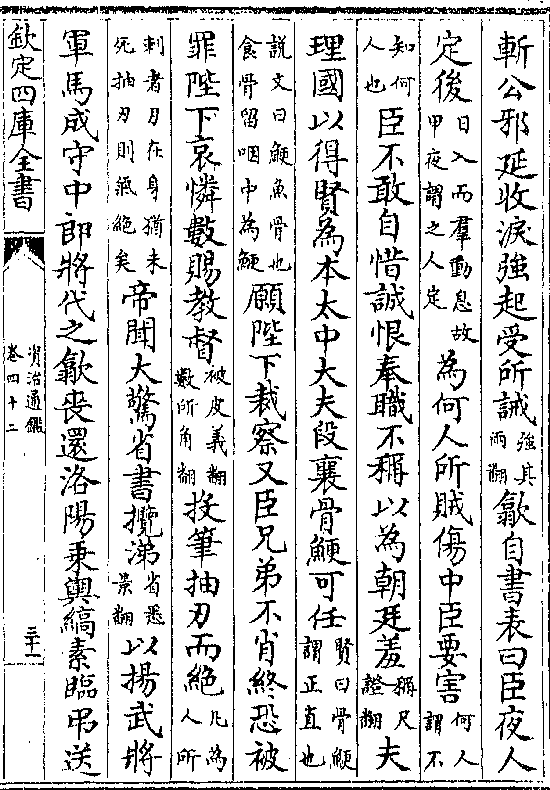 斬公邪延收淚強起受所誡強其兩翻歙自書表曰臣夜人
定後日入而羣動息故甲夜謂之人定為何人所賊傷中臣要害何人謂不
知何人也臣不敢自惜誠恨奉職不稱以為朝廷羞稱尺證翻夫
理國以得賢為本太中大夫段襄骨鯁可任賢曰骨鯁謂正直也
說文曰鯁魚骨也食骨留咽中為鯁願陛下裁察又臣兄弟不肖終恐被
罪陛下哀憐數賜教督被皮義翻數所角翻投筆抽刃而絶凡為人所
刺者刃在身猶未死抽刃則氣絶矣帝聞大驚省書攬涕省悉景翻以揚武將
軍馬成守中郎將代之歙喪還洛陽乘輿縞素臨弔送
欽定四庫全書
資治通鑑
卷四十二
三十一